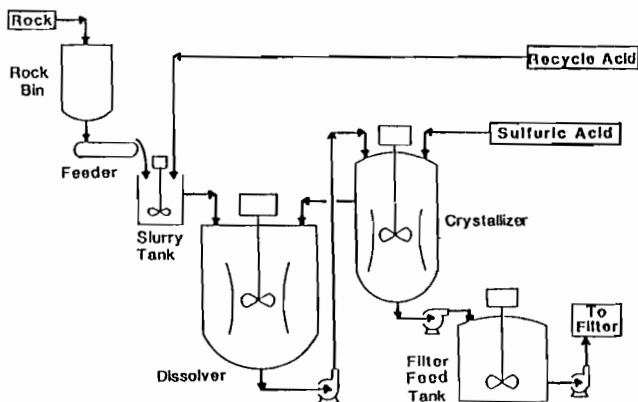 Rock
Rock
Bin
Feeder
Recycle Acid
Sulfuric Acid
Slurry
Tank
Crystallizer
Dissolver
Filter
Feed
Tank
To
Filter